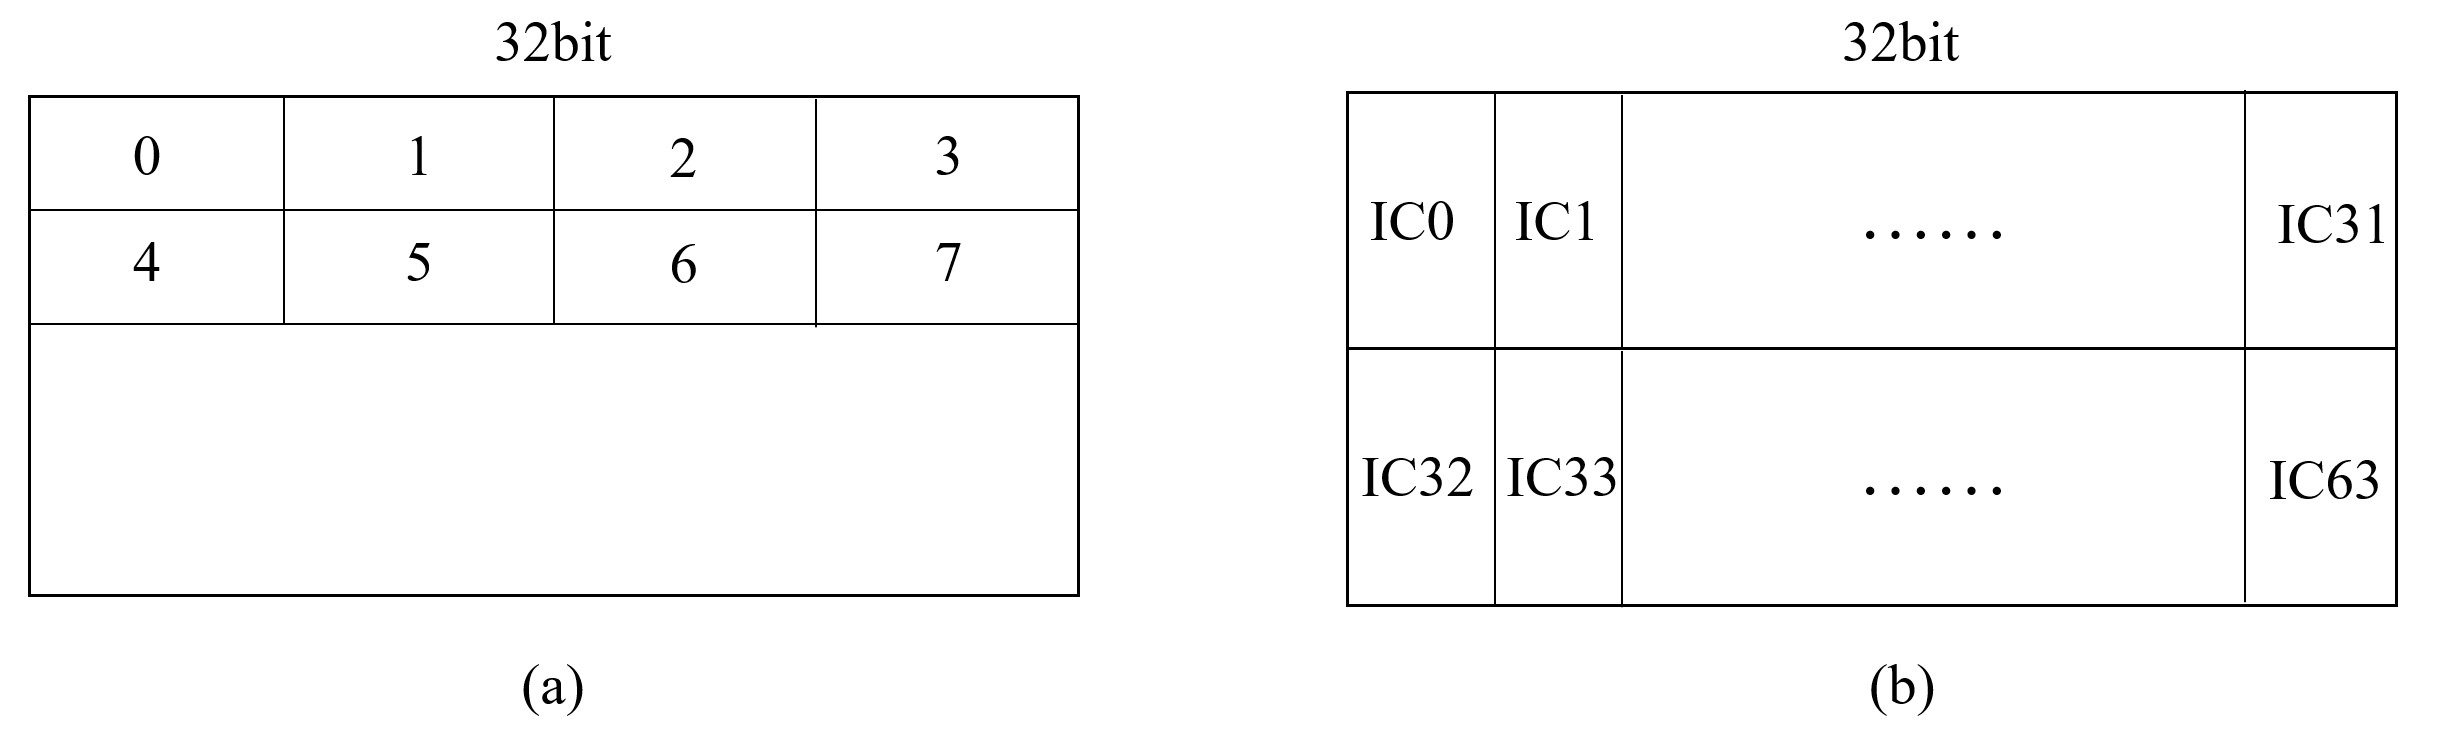 32bit
0 1 2 3
4 5 6 7
(a)
32bit
IC0 IC1 ...... IC31
IC32 IC33 ...... IC63
(b)